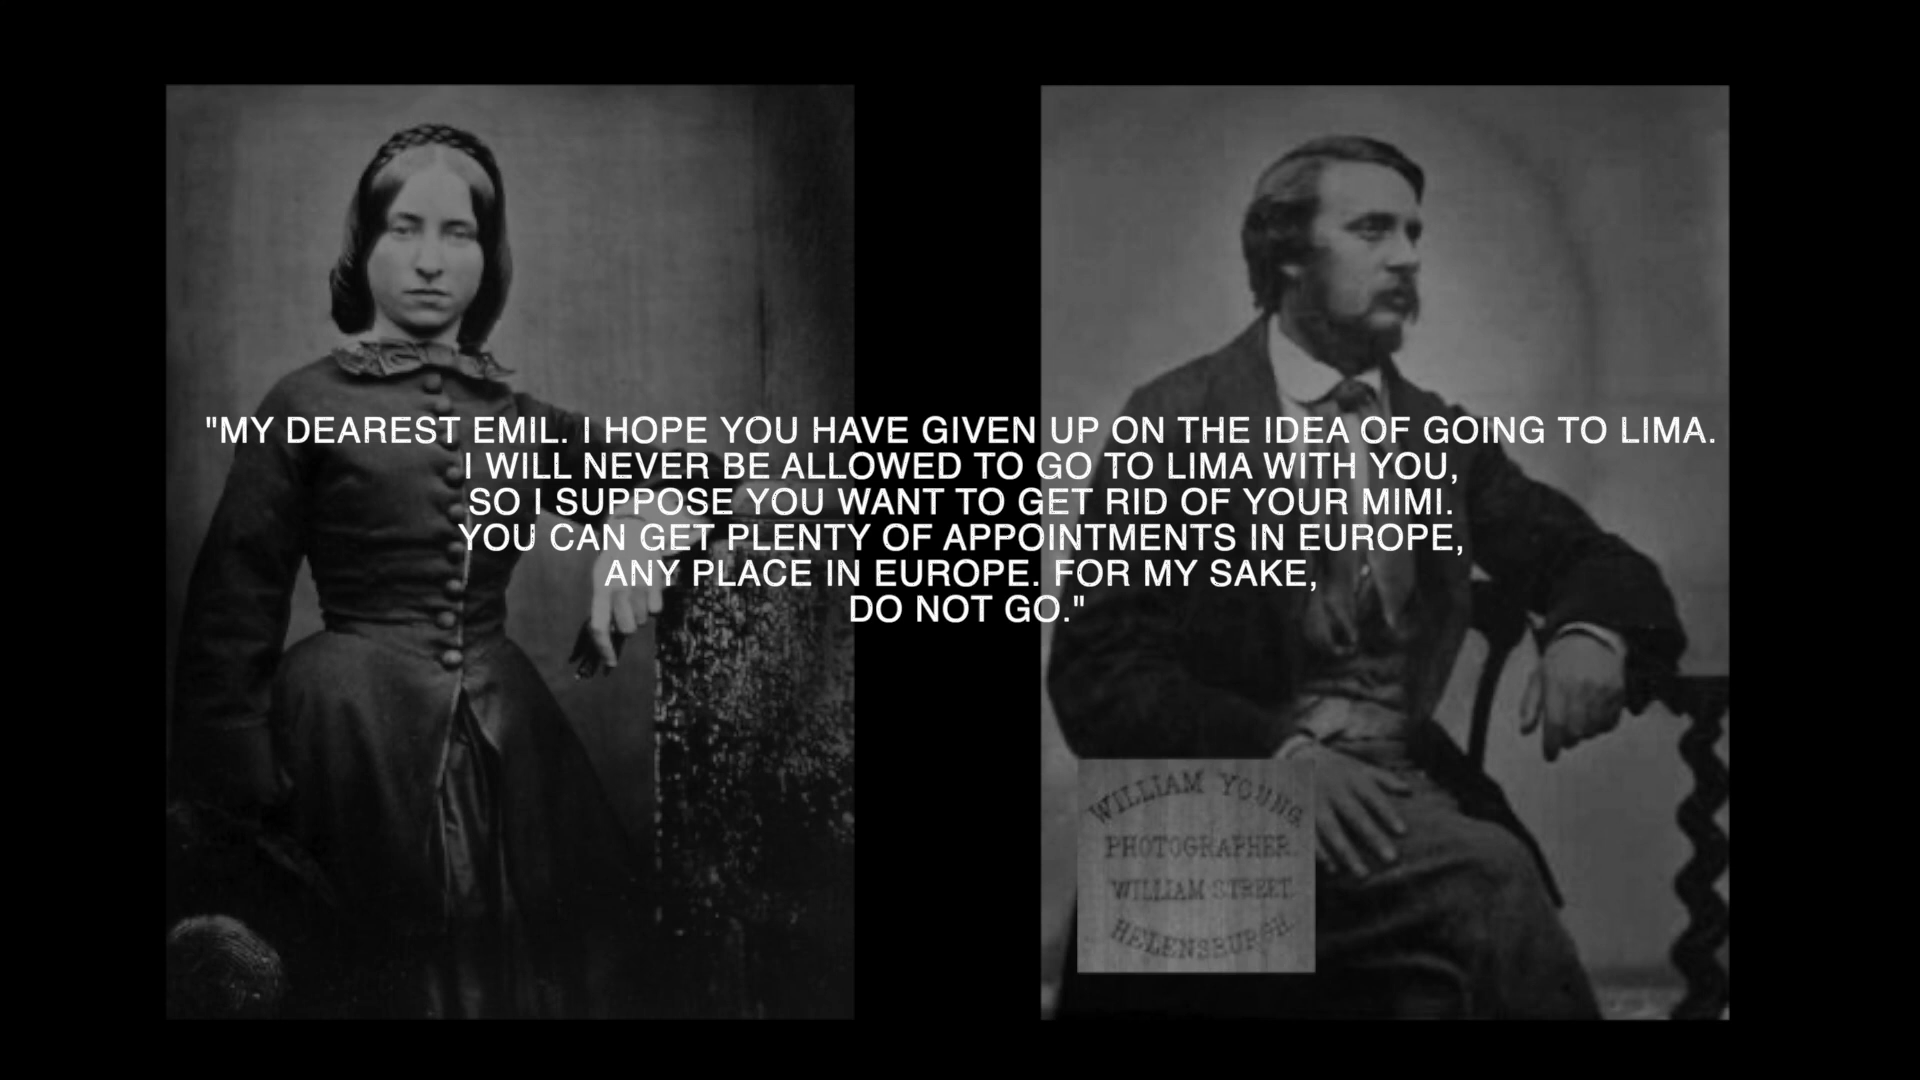 "MY DEAREST EMIL. I HOPE YOU HAVE GIVEN UP ON THE IDEA OF GOING TO LIMA.
I WILL NEVER BE ALLOWED TO GO TO LIMA WITH YOU,
SO I SUPPOSE YOU WANT TO GET RID OF YOUR MIMI.
YOU CAN GET PLENTY OF APPOINTMENTS IN EUROPE,
ANY PLACE IN EUROPE. FOR MY SAKE,
DO NOT GO."
WILLIAM YOUNG,
PHOTOGRAPHER.
WILLIAM STREET.
HELENSBURGH.